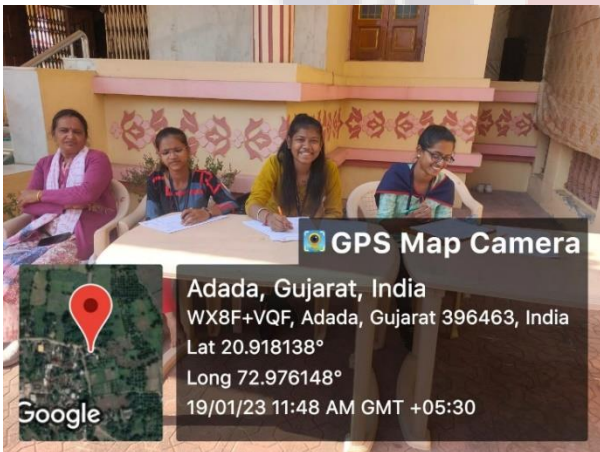 GPS Map Camera
Adada, Gujarat, India
WX8F+VQF, Adada, Gujarat 396463, India
Lat 20.918138°
Long 72.976148°
19/01/23 11:48 AM GMT +05:30
Google